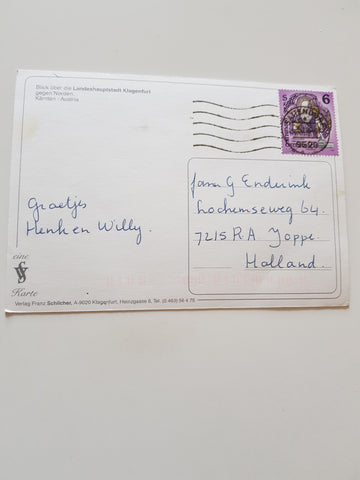 Blick über die Landeshauptstadt Klagenfurt
gegen Norden
Kärnten - Austria
6
Groetjes
Henk en Willy.
fam G Enderink
Lochemseweg 64.
7215 RA Joppe.
Holland.
eine
Karte
Verlag Franz Schilcher, A-9020 Klagenfurt, Heinzgasse 6, Tel. (0 463) 56 4 75